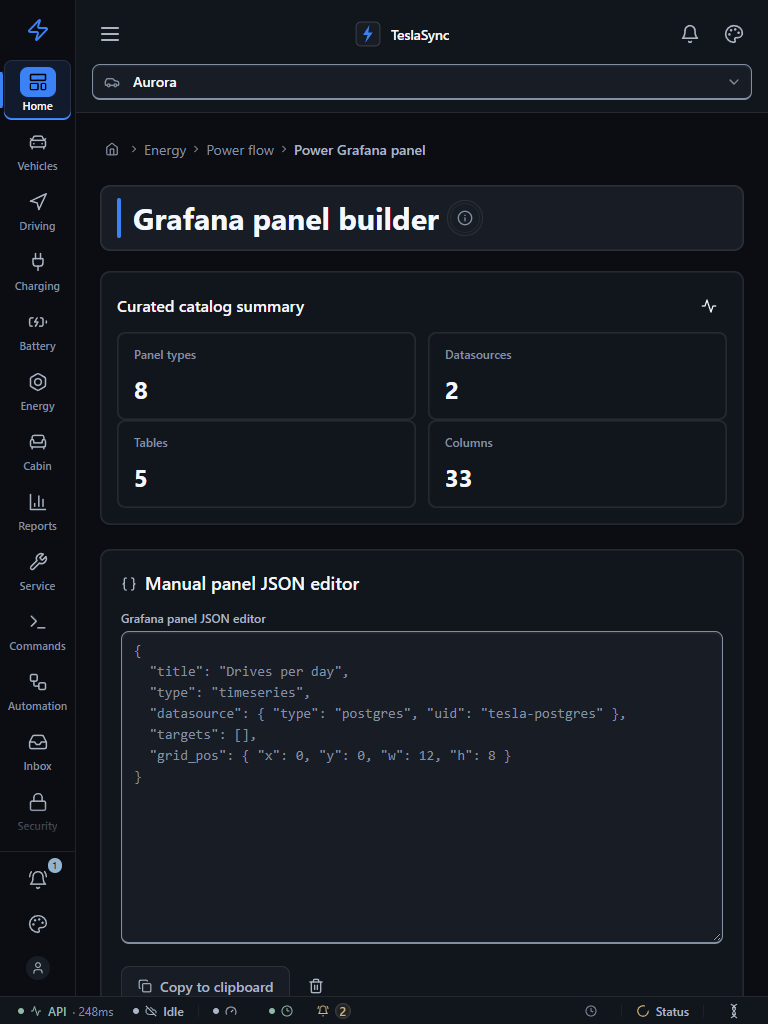 TeslaSync
Aurora
Home
Vehicles
Driving
Charging
Battery
Energy
Cabin
Reports
Service
Commands
Automation
Inbox
Security
1
Energy > Power flow > Power Grafana panel
Grafana panel builder
Curated catalog summary
Panel types
8
Datasources
2
Tables
5
Columns
33
Manual panel JSON editor
Grafana panel JSON editor
{
  "title": "Drives per day",
  "type": "timeseries",
  "datasource": { "type": "postgres", "uid": "tesla-postgres" },
  "targets": [],
  "grid_pos": { "x": 0, "y": 0, "w": 12, "h": 8 }
}
Copy to clipboard
API · 248ms Idle 2 Status